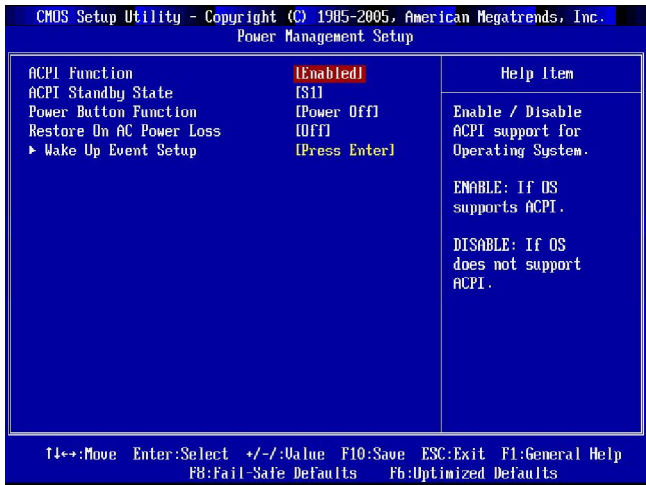 CMOS Setup Utility - Copyright (C) 1985-2005, American Megatrends, Inc.
Power Management Setup
ACPI Function [Enabled]
ACPI Standby State [S1]
Power Button Function [Power Off]
Restore On AC Power Loss [Off]
▶ Wake Up Event Setup [Press Enter]
Help Item
Enable / Disable
ACPI support for
Operating System.
ENABLE: If OS
supports ACPI.
DISABLE: If OS
does not support
ACPI.
↑↓←→:Move Enter:Select +/-/:Value F10:Save ESC:Exit F1:General Help
F8:Fail-Safe Defaults F6:Optimized Defaults